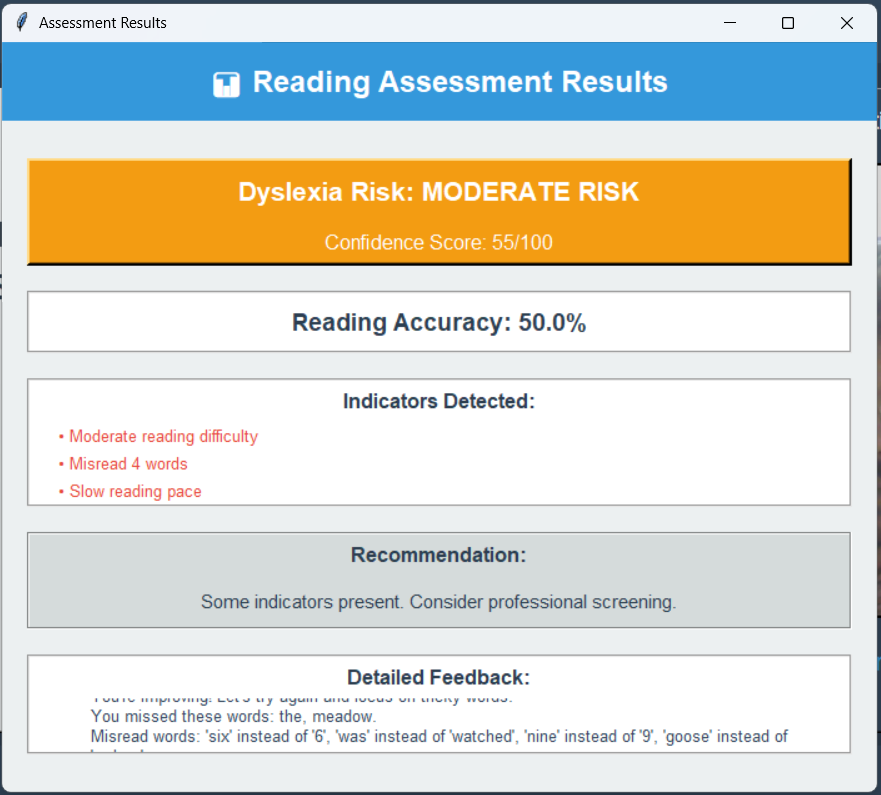 Assessment Results
Reading Assessment Results
Dyslexia Risk: MODERATE RISK
Confidence Score: 55/100
Reading Accuracy: 50.0%
Indicators Detected:
• Moderate reading difficulty
• Misread 4 words
• Slow reading pace
Recommendation:
Some indicators present. Consider professional screening.
Detailed Feedback:
You're improving! Let's try again and focus on tricky words.
You missed these words: the, meadow.
Misread words: 'six' instead of '6', 'was' instead of 'watched', 'nine' instead of '9', 'goose' instead of